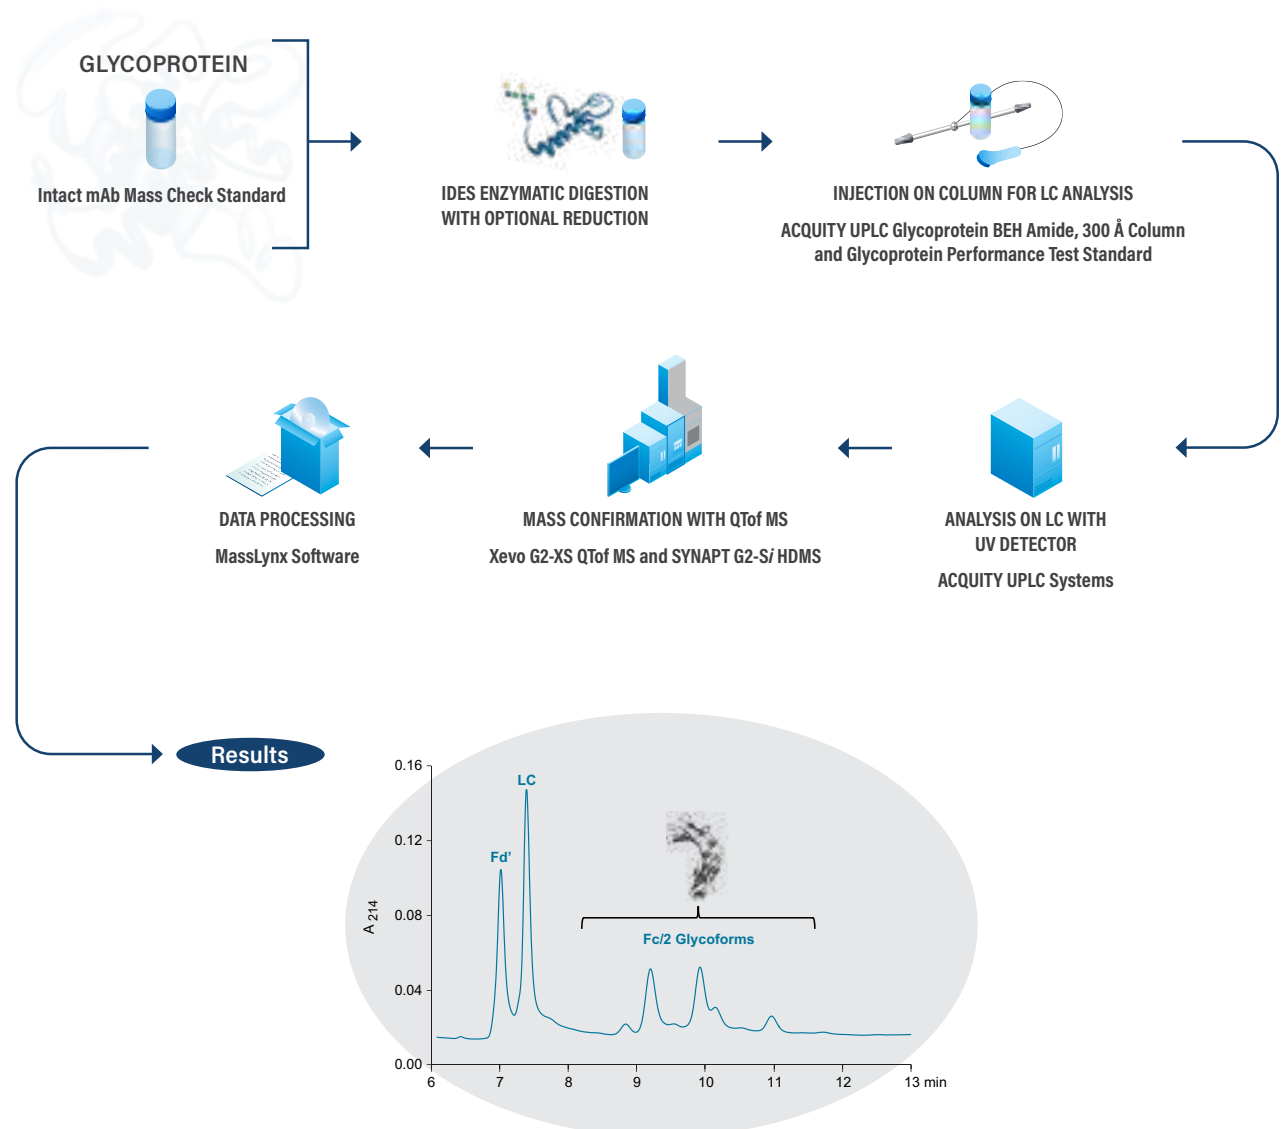 GLYCOPROTEIN
Intact mAb Mass Check Standard
IDES ENZYMATIC DIGESTION
WITH OPTIONAL REDUCTION
INJECTION ON COLUMN FOR LC ANALYSIS
ACQUITY UPLC Glycoprotein BEH Amide, 300 Å Column
and Glycoprotein Performance Test Standard
DATA PROCESSING
MassLynx Software
MASS CONFIRMATION WITH QTof MS
Xevo G2-XS QTof MS and SYNAPT G2-Si HDMS
ANALYSIS ON LC WITH
UV DETECTOR
ACQUITY UPLC Systems
Results
0.16
0.12
0.08
0.04
0.00
A 214
Fd’
LC
Fc/2 Glycoforms
6 7 8 9 10 11 12 13 min